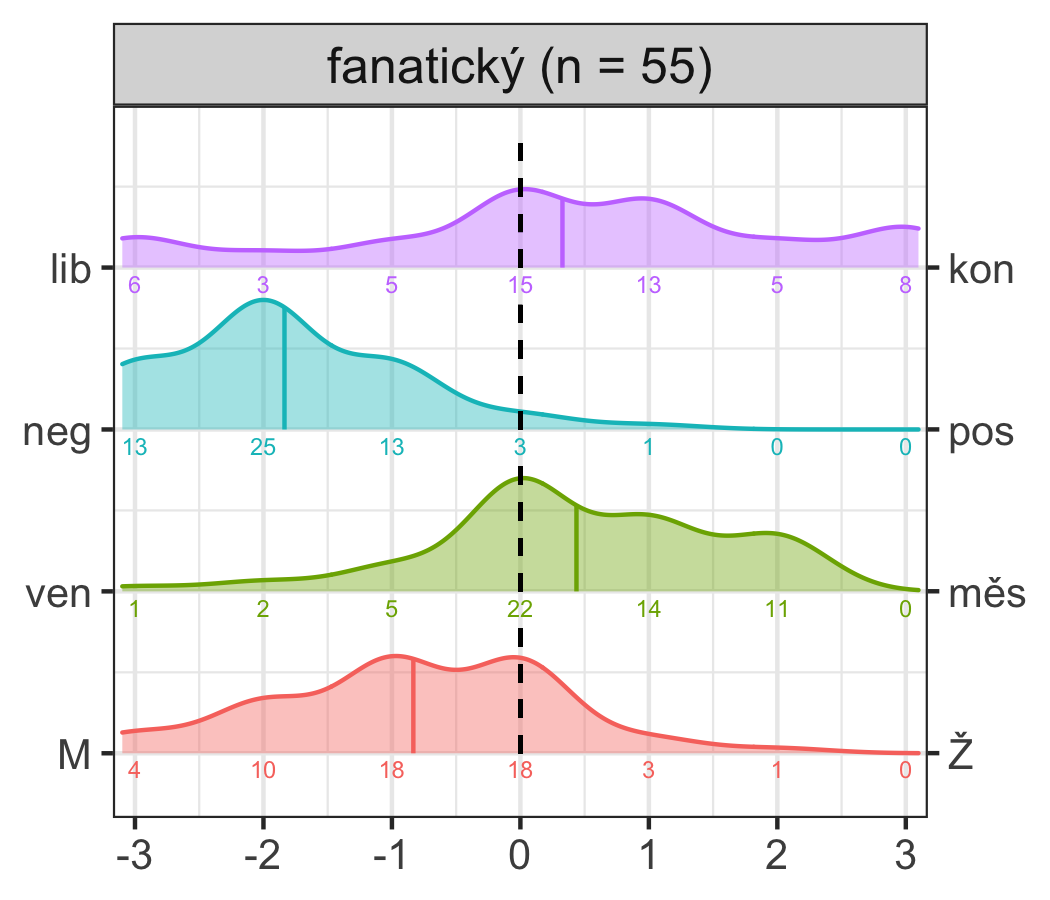 fanatický (n = 55)
lib kon
6 3 5 15 13 5 8
neg pos
13 25 13 3 1 0 0
ven měs
1 2 5 22 14 11 0
M Ž
4 10 18 18 3 1 0
-3 -2 -1 0 1 2 3